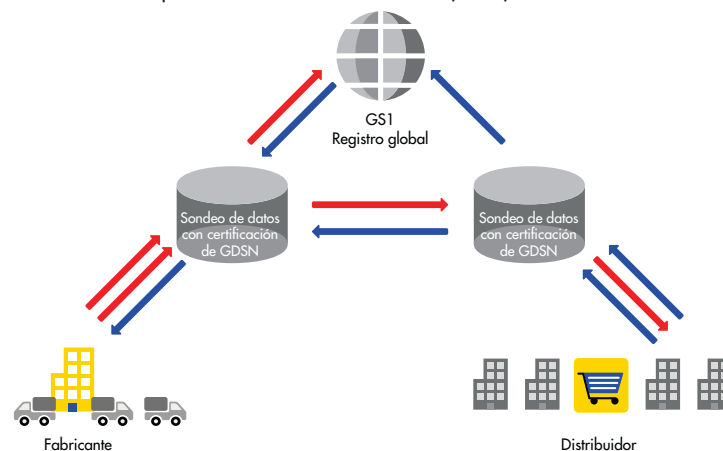 GS1
Registro global
Sondeo de datos
con certificación
de GDSN
Sondeo de datos
con certificación
de GDSN
Fabricante
Distribuidor